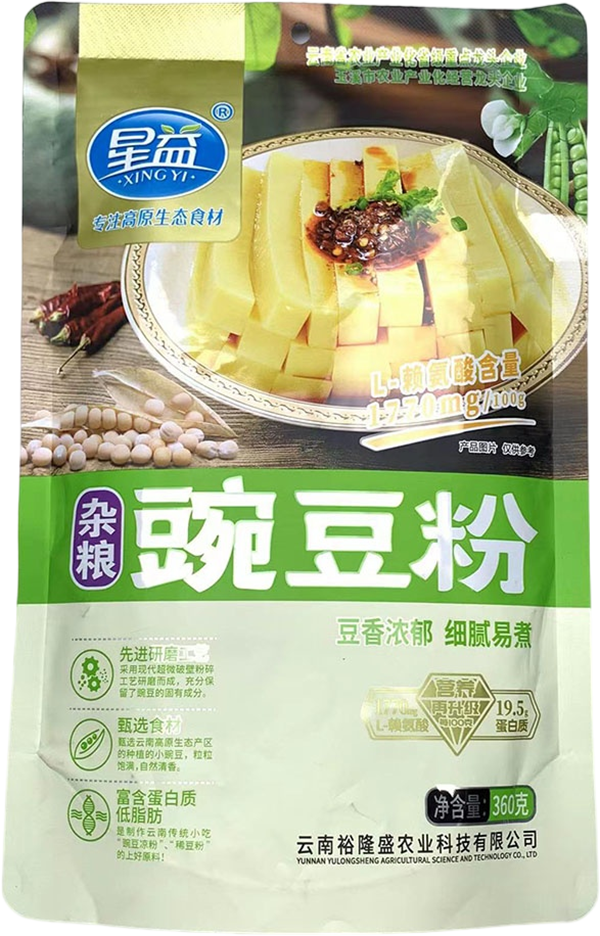 云南省农业产业化省级重点龙头企业
玉溪市农业产业化经营龙头企业
星益®
·XING YI·
专注高原生态食材
L-赖氨酸含量
1770mg/100g
产品图片 仅供参考
杂粮
豌豆粉
豆香浓郁 细腻易煮
先进研磨
采用现代超微破壁粉碎
工艺研磨而成，充分保
留了豌豆的固有成分。
甄选食材
甄选云南高原生态产区
的种植的小豌豆，粒粒
饱满，自然清香。
富含蛋白质
低脂肪
是制作云南传统小吃
“豌豆凉粉”、“稀豆粉”
的上好原料！
营养
再升级
每100克
1770mg
L-赖氨酸
19.5g
蛋白质
净含量: 360克
云南裕隆盛农业科技有限公司
YUNNAN YULONGSHENG AGRICULTURAL SCIENCE AND TECHNOLOGY CO., LTD